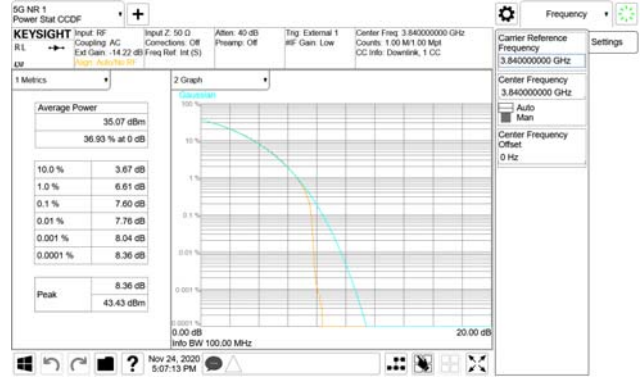 5G NR 1
Power Stat CCDF
KEYSIGHT
RL
Input: RF
Coupling: AC
Ext Gain: -14.22 dB
Align: Auto/No RF
Input Z: 50 Ω
Corrections: Off
Freq Ref: Int (S)
Atten: 40 dB
Preamp: Off
Trig: External 1
#IF Gain: Low
Center Freq: 3.840000000 GHz
Counts: 1.00 M/1.00 Mpt
CC Info: Downlink, 1 CC
Frequency
Settings
Carrier Reference
Frequency
3.840000000 GHz
Center Frequency
3.840000000 GHz
Auto
Man
Center Frequency
Offset
0 Hz
1 Metrics
Average Power
35.07 dBm
36.93 % at 0 dB
10.0 % 3.67 dB
1.0 % 6.61 dB
0.1 % 7.60 dB
0.01 % 7.76 dB
0.001 % 8.04 dB
0.0001 % 8.36 dB
Peak
8.36 dB
43.43 dBm
2 Graph
Gaussian
100 %
10 %
1 %
0.1 %
0.01 %
0.001 %
0.0001 %
0.00 dB
20.00 dB
Info BW 100.00 MHz
Nov 24, 2020
5:07:13 PM